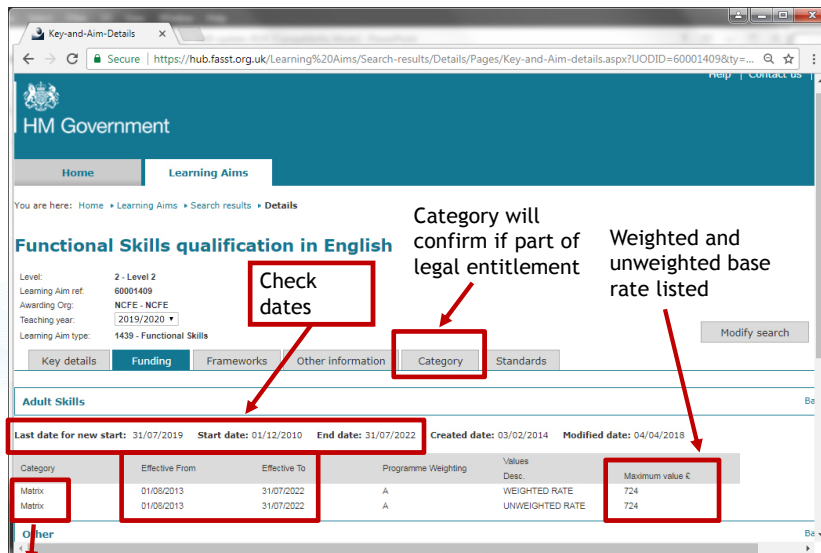 Key-and-Aim-Details
Secure | https://hub.fasst.org.uk/Learning%20Aims/Search-results/Details/Pages/Key-and-Aim-details.aspx?UODID=60001409&ty=...
Help | Contact us |
HM Government
Home Learning Aims
You are here: Home ▸ Learning Aims ▸ Search results ▸ Details
Category will
confirm if part of
legal entitlement
Weighted and
unweighted base
rate listed
Functional Skills qualification in English
Check
dates
Level: 2 - Level 2
Learning Aim ref: 60001409
Awarding Org: NCFE - NCFE
Teaching year: 2019/2020
Learning Aim type: 1439 - Functional Skills
Modify search
Key details Funding Frameworks Other information Category Standards
Adult Skills Ba
Last date for new start: 31/07/2019 Start date: 01/12/2010 End date: 31/07/2022 Created date: 03/02/2014 Modified date: 04/04/2018
Category Effective From Effective To Programme Weighting Values
Desc. Maximum value £
Matrix 01/08/2013 31/07/2022 A WEIGHTED RATE 724
Matrix 01/08/2013 31/07/2022 A UNWEIGHTED RATE 724
Other Ba